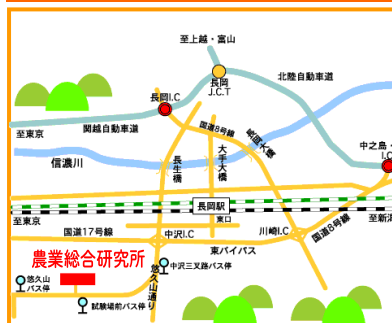 至上越・富山
長岡
J.C.T
北陸自動車道
長岡I.C
国道8号線
関越自動車道
至東京
信濃川
長生橋
大手大橋
中之島・
I.C
長岡駅
東口
至東京
至新潟
国道17号線
中沢I.C
川崎I.C
国道8号線
東バイパス
農業総合研究所
悠久山
バス停
悠久山通り
中沢三叉路バス停
試験場前バス停